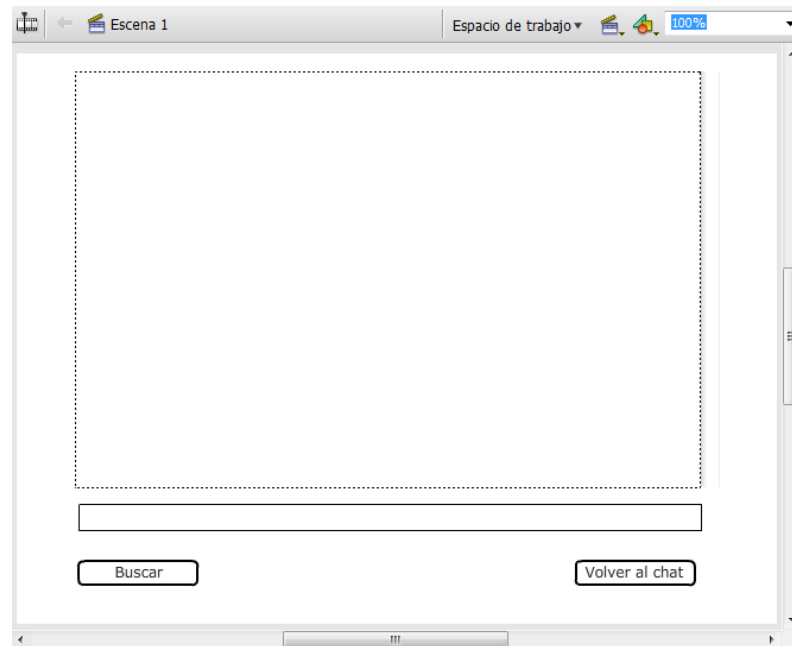 Escena 1
Espacio de trabajo
100%
Buscar
Volver al chat